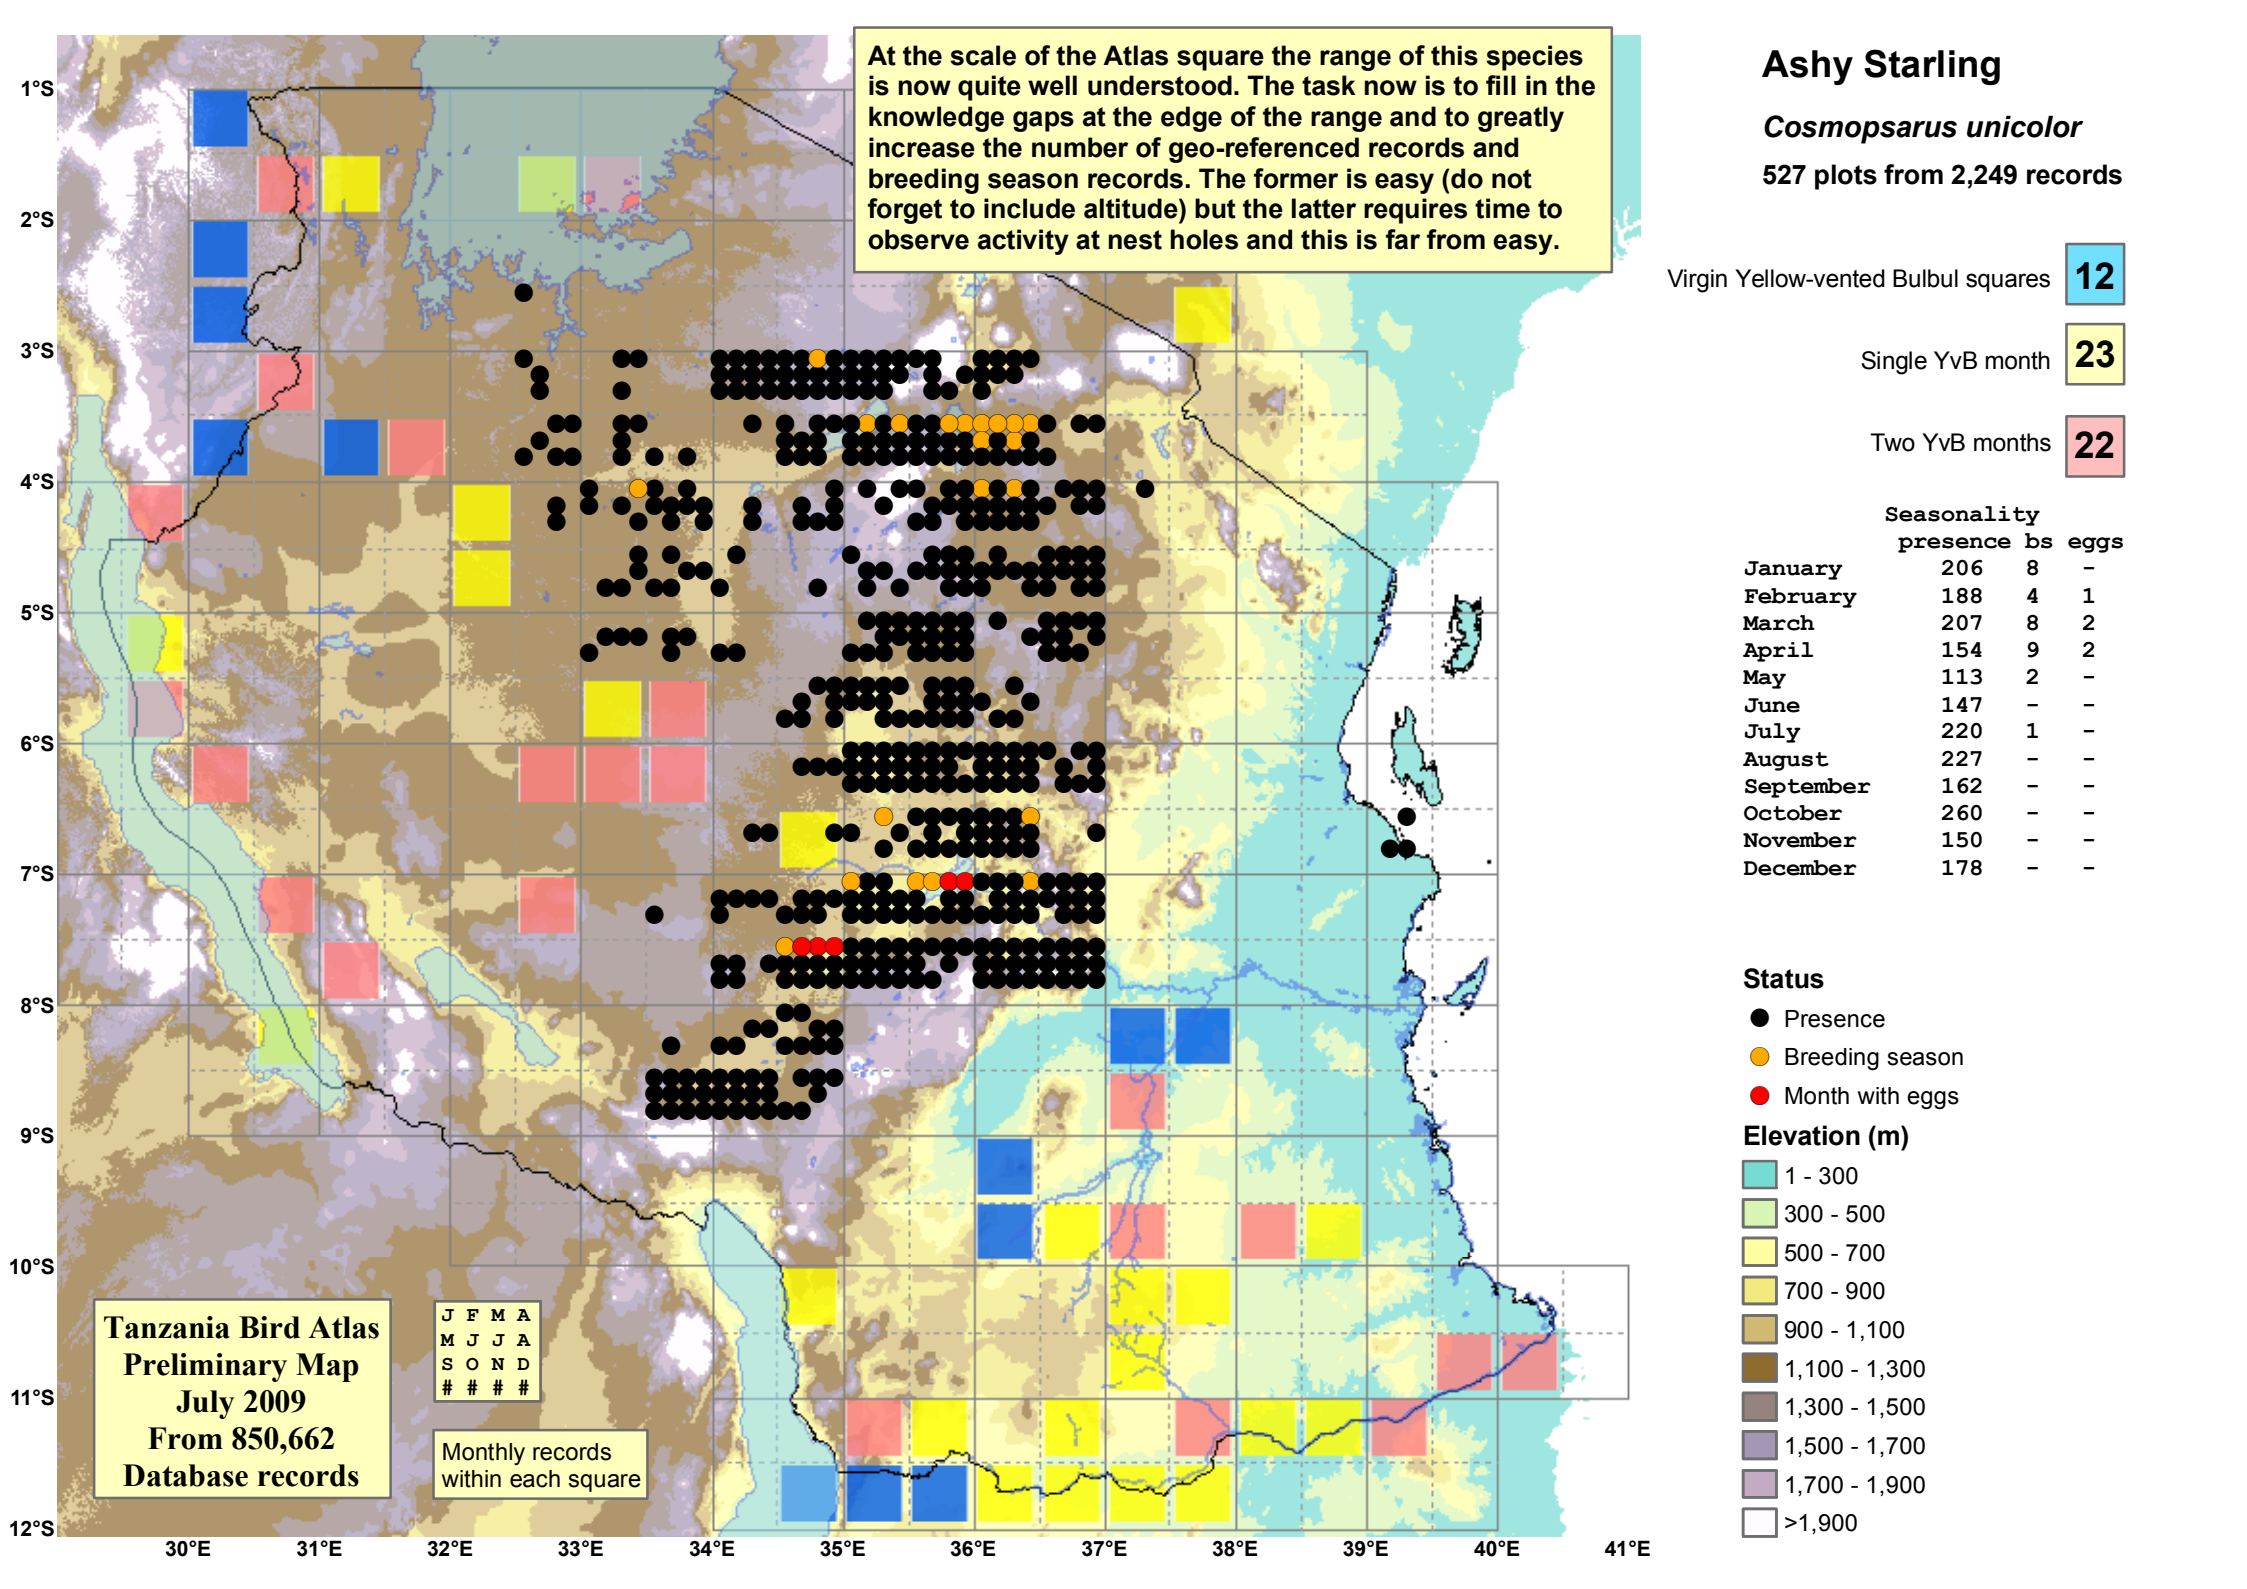 At the scale of the Atlas square the range of this species
is now quite well understood. The task now is to fill in the
knowledge gaps at the edge of the range and to greatly
increase the number of geo-referenced records and
breeding season records. The former is easy (do not
forget to include altitude) but the latter requires time to
observe activity at nest holes and this is far from easy.
Ashy Starling
Cosmopsarus unicolor
527 plots from 2,249 records
Virgin Yellow-vented Bulbul squares 12
Single YvB month 23
Two YvB months 22
Seasonality
presence bs eggs
January 206 8 -
February 188 4 1
March 207 8 2
April 154 9 2
May 113 2 -
June 147 - -
July 220 1 -
August 227 - -
September 162 - -
October 260 - -
November 150 - -
December 178 - -
Status
Presence
Breeding season
Month with eggs
Elevation (m)
1 - 300
300 - 500
500 - 700
700 - 900
900 - 1,100
1,100 - 1,300
1,300 - 1,500
1,500 - 1,700
1,700 - 1,900
>1,900
1°S
2°S
3°S
4°S
5°S
6°S
7°S
8°S
9°S
10°S
11°S
12°S
30°E 31°E 32°E 33°E 34°E 35°E 36°E 37°E 38°E 39°E 40°E 41°E
Tanzania Bird Atlas
Preliminary Map
July 2009
From 850,662
Database records
J F M A
M J J A
S O N D
# # # #
Monthly records
within each square